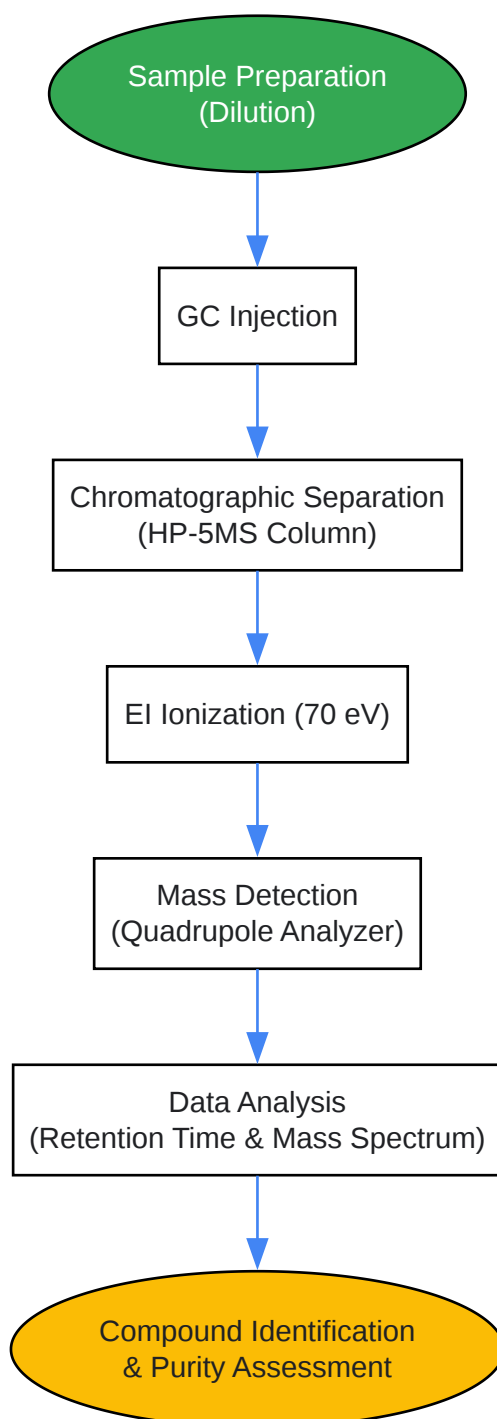 Sample Preparation
(Dilution)
GC Injection
Chromatographic Separation
(HP-5MS Column)
EI Ionization (70 eV)
Mass Detection
(Quadrupole Analyzer)
Data Analysis
(Retention Time & Mass Spectrum)
Compound Identification
& Purity Assessment